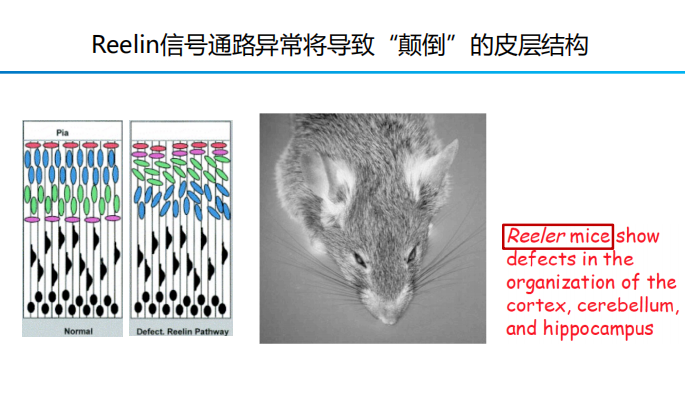 Reelin信号通路异常将导致“颠倒”的皮层结构
Pia
Normal
Defect. Reelin Pathway
Reeler mice show
defects in the
organization of the
cortex, cerebellum,
and hippocampus